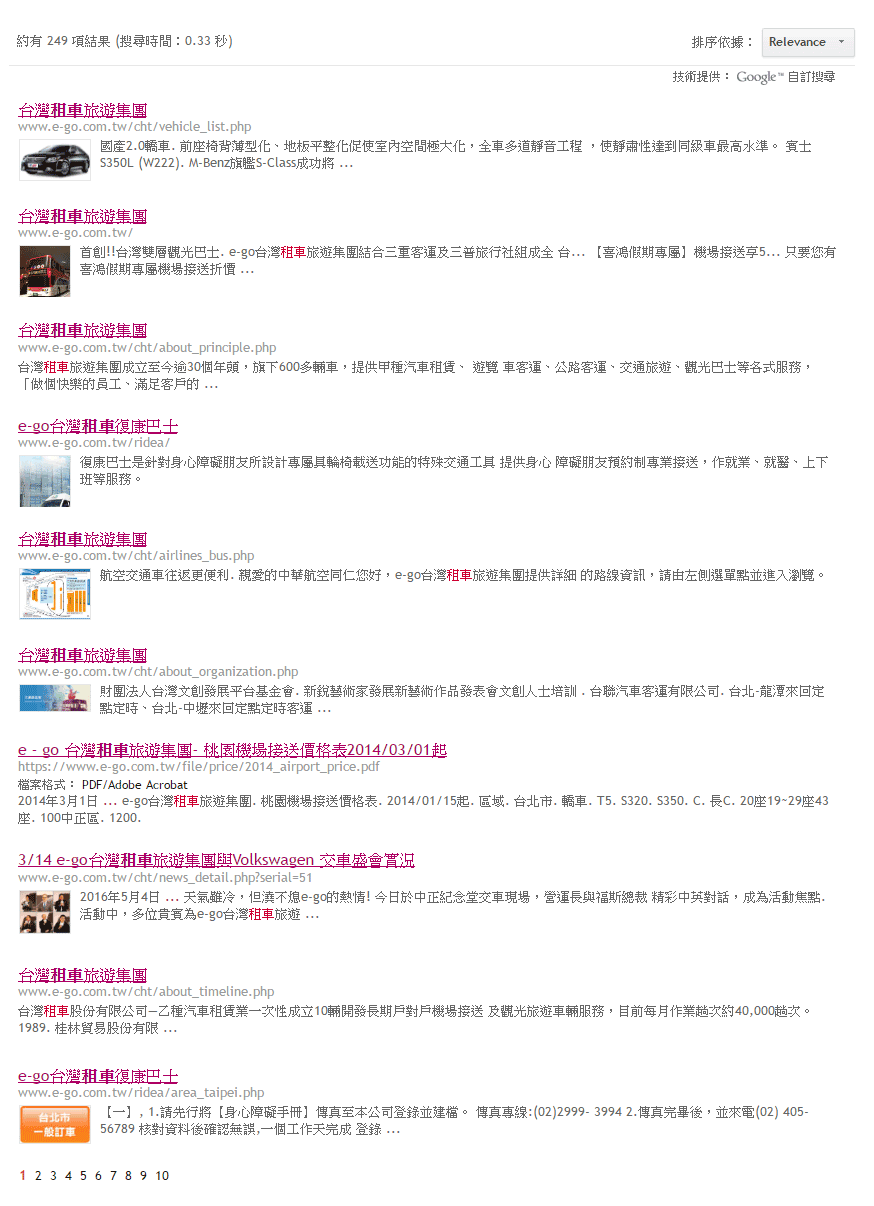 約有 249 項結果 (搜尋時間：0.33 秒)
排序依據： Relevance
技術提供： Google™ 自訂搜尋
台灣租車旅遊集團
www.e-go.com.tw/cht/vehicle_list.php
國產2.0轎車. 前座椅背薄型化、地板平整化促使室內空間極大化，全車多道靜音工程 ，使靜肅性達到同級車最高水準。 賓士
S350L (W222). M-Benz旗艦S-Class成功將 ...
台灣租車旅遊集團
www.e-go.com.tw/
首創!!台灣雙層觀光巴士. e-go台灣租車旅遊集團結合三重客運及三普旅行社組成全 台... 【喜鴻假期專屬】機場接送享5... 只要您有
喜鴻假期專屬機場接送折價 ...
台灣租車旅遊集團
www.e-go.com.tw/cht/about_principle.php
台灣租車旅遊集團成立至今逾30個年頭，旗下600多輛車，提供甲種汽車租賃、 遊覽 車客運、公路客運、交通旅遊、觀光巴士等各式服務，
「做個快樂的員工、滿足客戶的 ...
e-go台灣租車復康巴士
www.e-go.com.tw/ridea/
復康巴士是針對身心障礙朋友所設計專屬具輪椅載送功能的特殊交通工具 提供身心 障礙朋友預約制專業接送，作就業、就醫、上下
班等服務。
台灣租車旅遊集團
www.e-go.com.tw/cht/airlines_bus.php
航空交通車往返更便利. 親愛的中華航空同仁您好，e-go台灣租車旅遊集團提供詳細 的路線資訊，請由左側選單點並進入瀏覽。
台灣租車旅遊集團
www.e-go.com.tw/cht/about_organization.php
財團法人台灣文創發展平台基金會. 新銳藝術家發展新藝術作品發表會文創人士培訓 . 台聯汽車客運有限公司. 台北-龍潭來回定
點定時、台北-中壢來回定點定時客運 ...
e - go 台灣租車旅遊集團- 桃園機場接送價格表2014/03/01起
https://www.e-go.com.tw/file/price/2014_airport_price.pdf
檔案格式： PDF/Adobe Acrobat
2014年3月1日 ... e-go台灣租車旅遊集團. 桃園機場接送價格表. 2014/01/15起. 區域. 台北市. 轎車. T5. S320. S350. C. 長C. 20座19~29座43
座. 100中正區. 1200.
3/14 e-go台灣租車旅遊集團與Volkswagen 交車盛會實況
www.e-go.com.tw/cht/news_detail.php?serial=51
2016年5月4日 ... 天氣雖冷，但澆不熄e-go的熱情! 今日於中正紀念堂交車現場，營運長與福斯總裁 精彩中英對話，成為活動焦點.
活動中，多位貴賓為e-go台灣租車旅遊 ...
台灣租車旅遊集團
www.e-go.com.tw/cht/about_timeline.php
台灣租車股份有限公司—乙種汽車租賃業一次性成立10輛開發長期戶對戶機場接送 及觀光旅遊車輛服務，目前每月作業趟次約40,000趟次。
1989. 桂林貿易股份有限 ...
e-go台灣租車復康巴士
www.e-go.com.tw/ridea/area_taipei.php
台北市
一般訂車
【一】, 1.請先行將【身心障礙手冊】傳真至本公司登錄並建檔。 傳真專線:(02)2999- 3994 2.傳真完畢後，並來電(02) 405-
56789 核對資料後確認無誤,一個工作天完成 登錄 ...
1 2 3 4 5 6 7 8 9 10